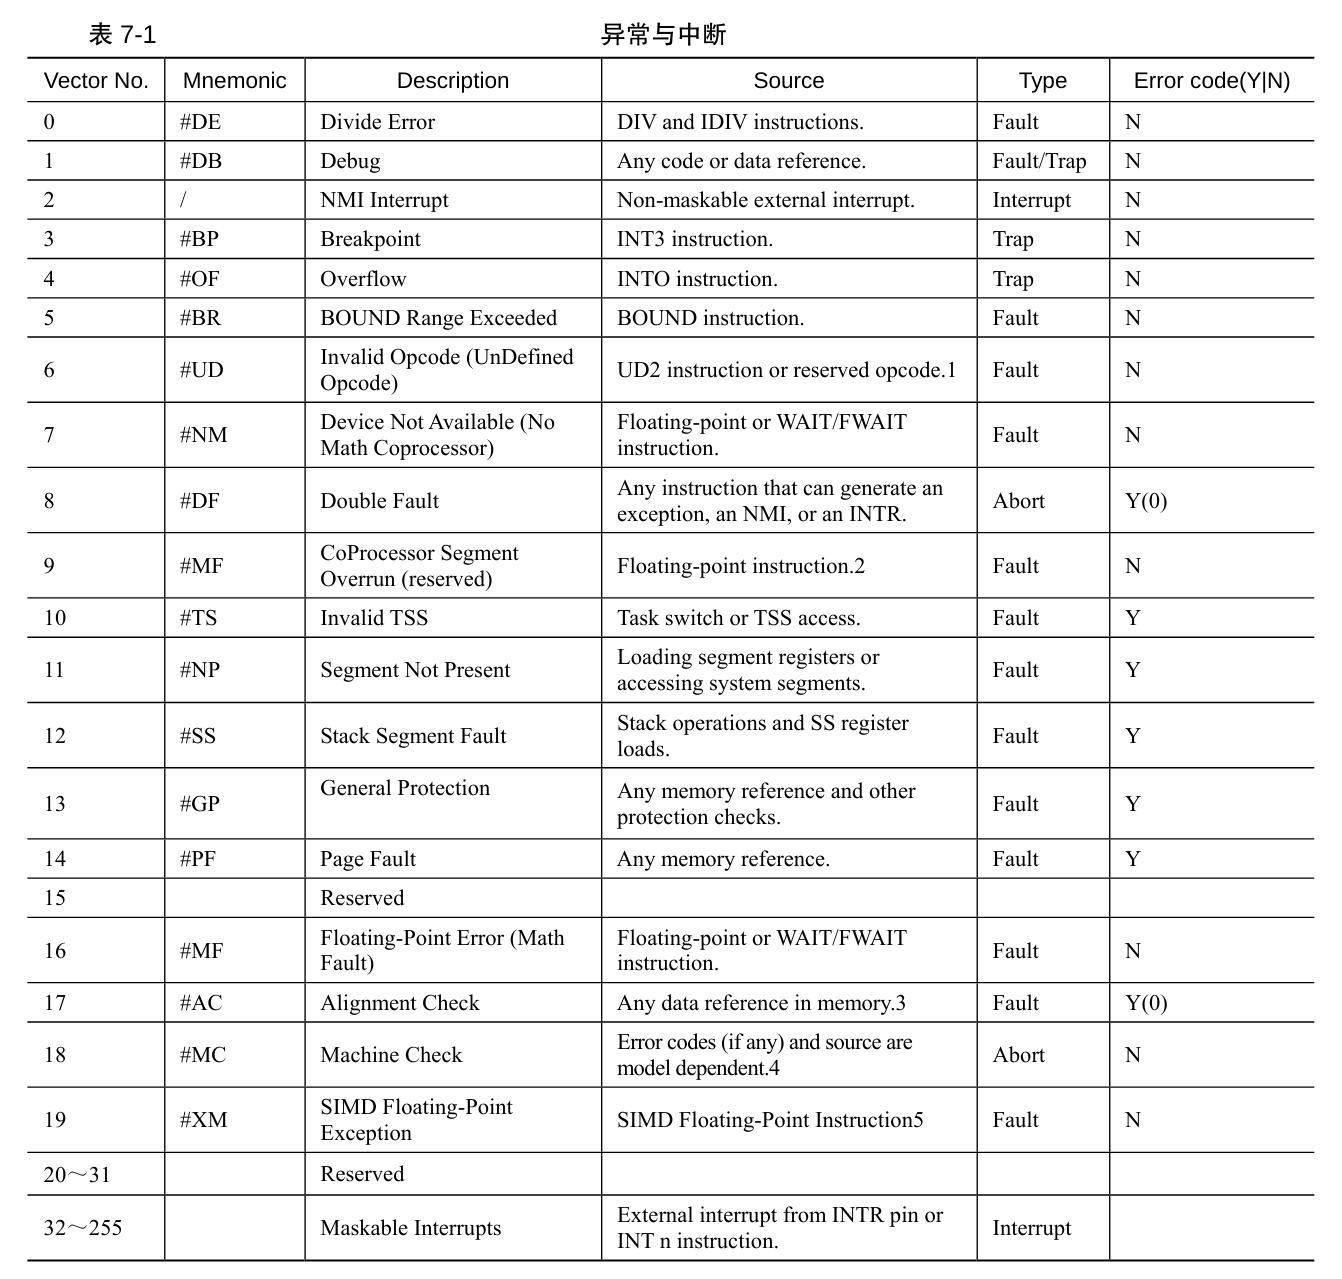 表 7-1 异常与中断
Vector No. Mnemonic Description Source Type Error code(Y|N)
0 #DE Divide Error DIV and IDIV instructions. Fault N
1 #DB Debug Any code or data reference. Fault/Trap N
2 / NMI Interrupt Non-maskable external interrupt. Interrupt N
3 #BP Breakpoint INT3 instruction. Trap N
4 #OF Overflow INTO instruction. Trap N
5 #BR BOUND Range Exceeded BOUND instruction. Fault N
6 #UD Invalid Opcode (UnDefined
Opcode) UD2 instruction or reserved opcode.1 Fault N
7 #NM Device Not Available (No
Math Coprocessor) Floating-point or WAIT/FWAIT
instruction. Fault N
8 #DF Double Fault Any instruction that can generate an
exception, an NMI, or an INTR. Abort Y(0)
9 #MF CoProcessor Segment
Overrun (reserved) Floating-point instruction.2 Fault N
10 #TS Invalid TSS Task switch or TSS access. Fault Y
11 #NP Segment Not Present Loading segment registers or
accessing system segments. Fault Y
12 #SS Stack Segment Fault Stack operations and SS register
loads. Fault Y
13 #GP General Protection Any memory reference and other
protection checks. Fault Y
14 #PF Page Fault Any memory reference. Fault Y
15 Reserved
16 #MF Floating-Point Error (Math
Fault) Floating-point or WAIT/FWAIT
instruction. Fault N
17 #AC Alignment Check Any data reference in memory.3 Fault Y(0)
18 #MC Machine Check Error codes (if any) and source are
model dependent.4 Abort N
19 #XM SIMD Floating-Point
Exception SIMD Floating-Point Instruction5 Fault N
20～31 Reserved
32～255 Maskable Interrupts External interrupt from INTR pin or
INT n instruction. Interrupt